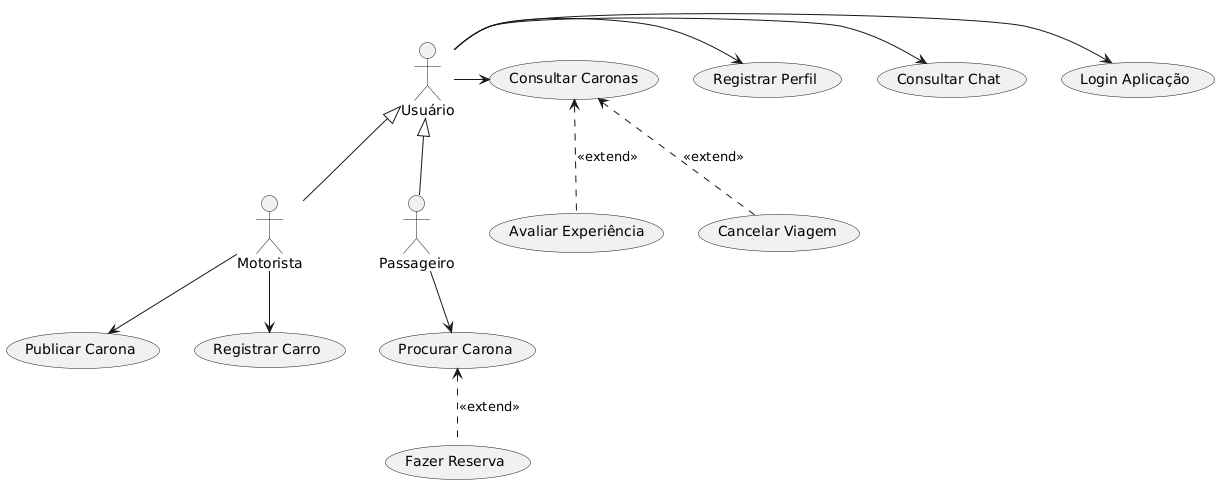 Consultar Caronas
Registrar Perfil
Consultar Chat
Login Aplicação
Usuário
«extend»
«extend»
Avaliar Experiência
Cancelar Viagem
Motorista
Passageiro
Publicar Carona
Registrar Carro
Procurar Carona
«extend»
Fazer Reserva